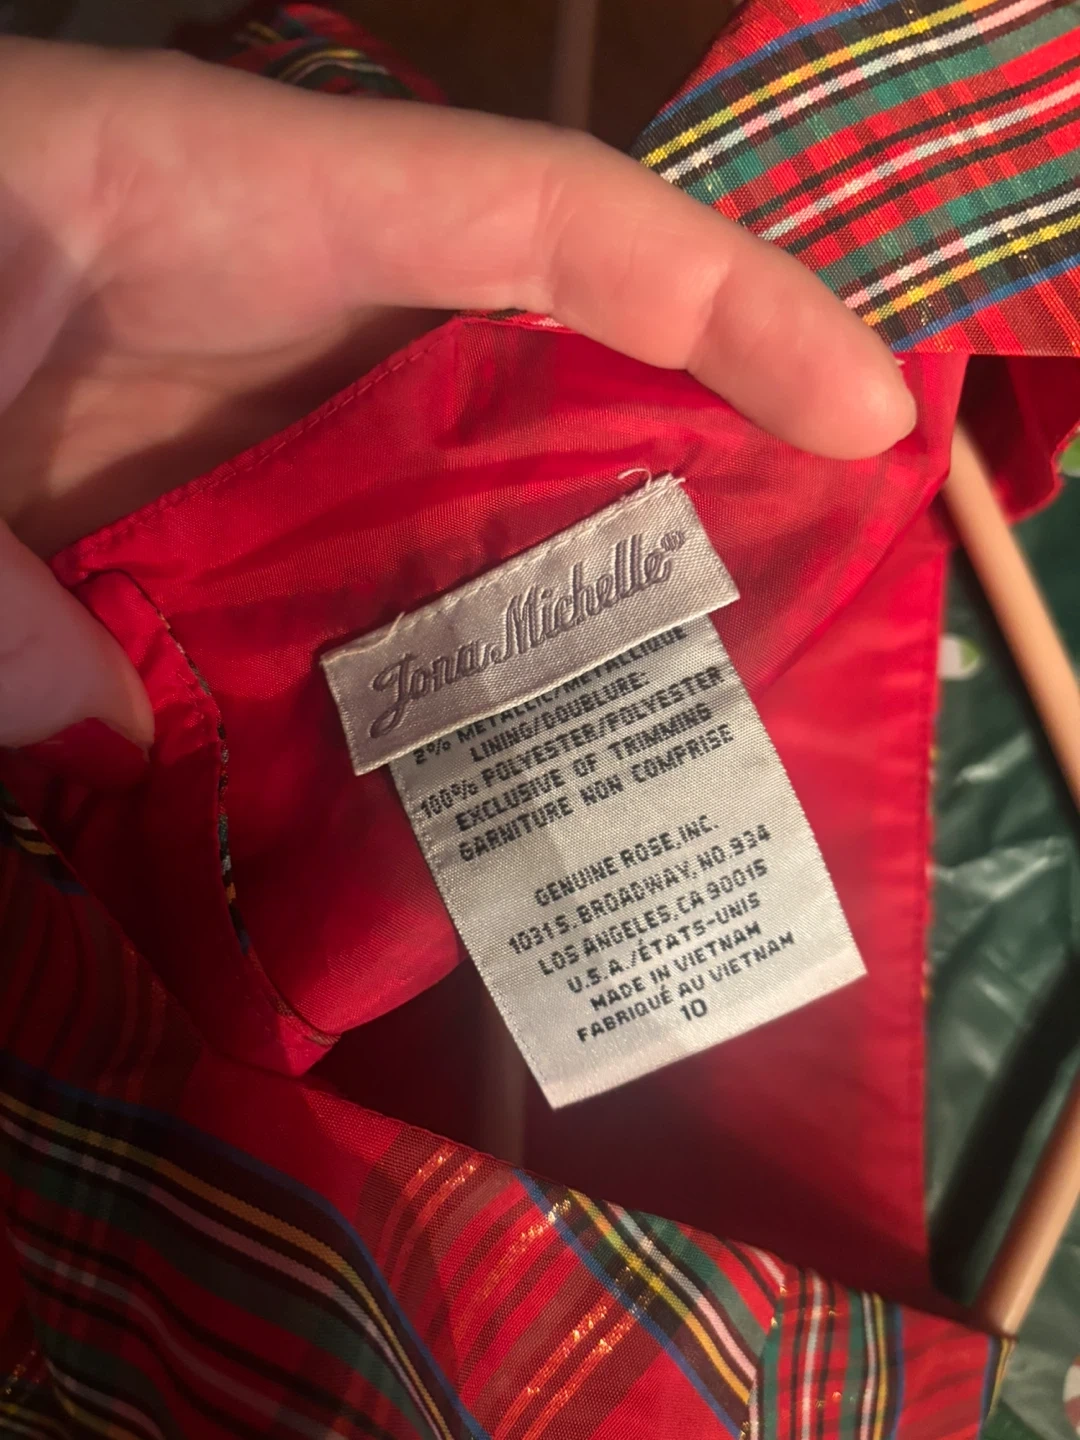 Jona Michelle
2% METALLIC/METALLIQUE
LINING/DOUBLURE:
100% POLYESTER/POLYESTER
EXCLUSIVE OF TRIMMING
GARNITURE NON COMPRISE
GENUINE ROSE, INC.
1031 S. BROADWAY, NO.934
LOS ANGELES, CA 90015
U.S.A./ÉTATS-UNIS
MADE IN VIETNAM
FABRIQUÉ AU VIETNAM
10